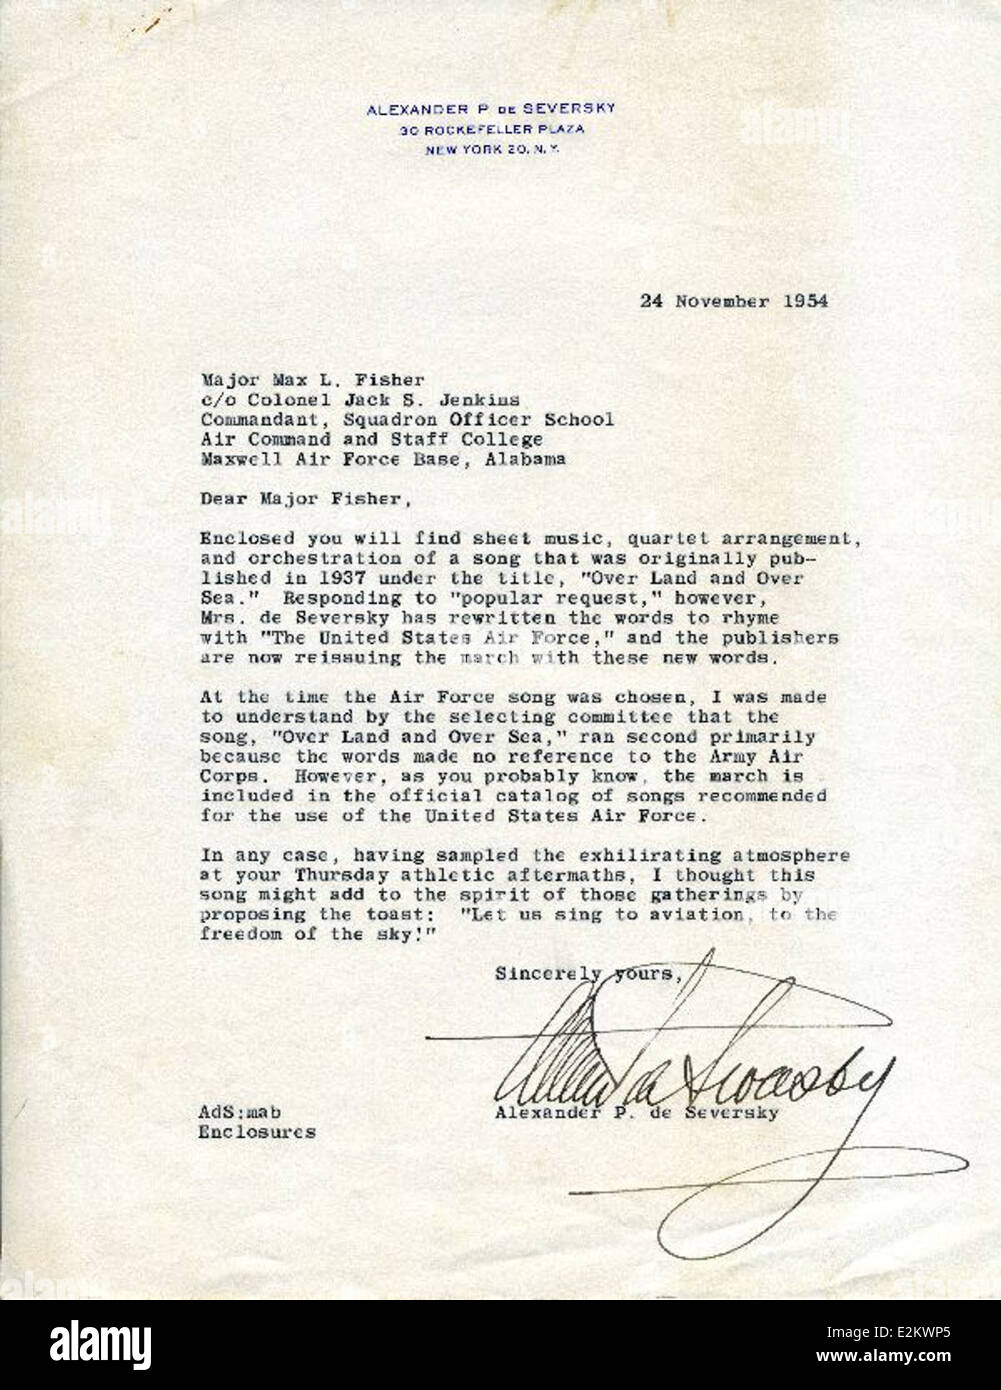 ALEXANDER P. DE SEVERSKY
30 ROCKEFELLER PLAZA
NEW YORK 20, N. Y.
24 November 1954
Major Max L. Fisher
c/o Colonel Jack S. Jenkins
Commandant, Squadron Officer School
Air Command and Staff College
Maxwell Air Force Base, Alabama
Dear Major Fisher,
Enclosed you will find sheet music, quartet arrangement,
and orchestration of a song that was originally pub-
lished in 1937 under the title, "Over Land and Over
Sea." Responding to "popular request," however,
Mrs. de Seversky has rewritten the words to rhyme
with "The United States Air Force," and the publishers
are now reissuing the march with these new words.
At the time the Air Force song was chosen, I was made
to understand by the selecting committee that the
song, "Over Land and Over Sea," ran second primarily
because the words made no reference to the Army Air
Corps. However, as you probably know, the march is
included in the official catalog of songs recommended
for the use of the United States Air Force.
In any case, having sampled the exhilirating atmosphere
at your Thursday athletic aftermaths, I thought this
song might add to the spirit of those gatherings by
proposing the toast: "Let us sing to aviation, to the
freedom of the sky!"
Sincerely yours,
Alexander P. de Seversky
AdS:mab
Enclosures
alamy
Image ID: E2KWP5
www.alamy.com